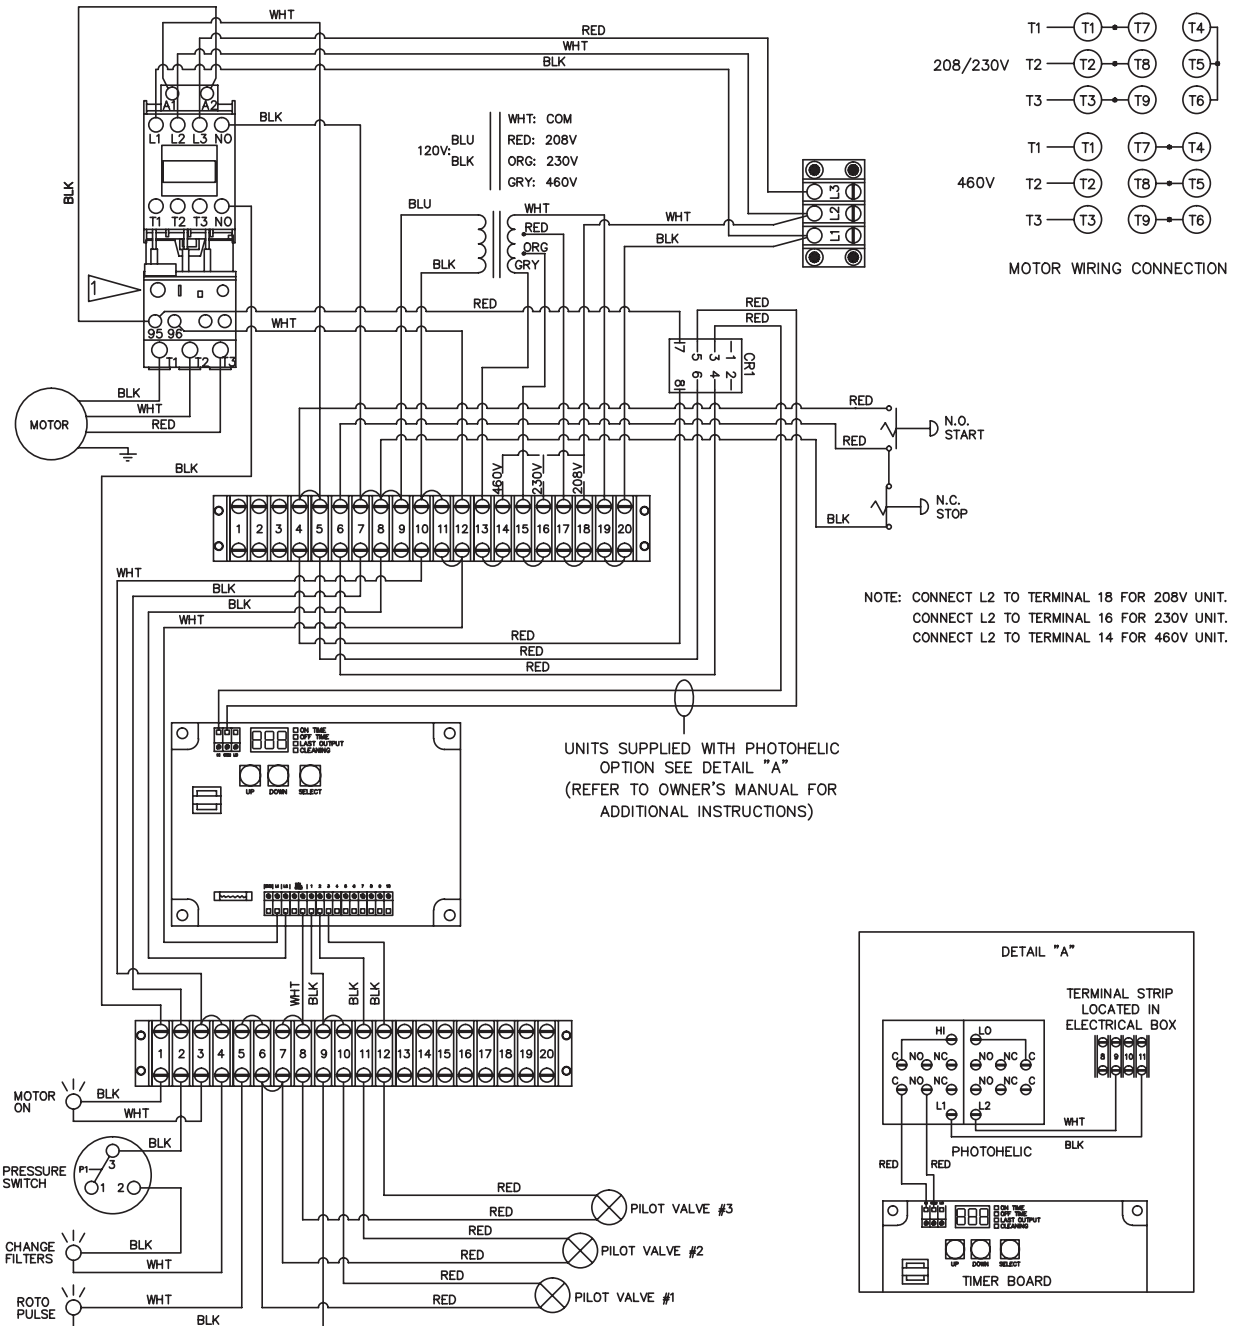 WHT
RED
WHT
BLK
T1 T1 T7 T4
208/230V T2 T2 T8 T5
T3 T3 T9 T6
T1 T1 T7 T4
460V T2 T2 T8 T5
T3 T3 T9 T6
MOTOR WIRING CONNECTION
A1 A2
L1 L2 L3 NO
BLK
BLK
T1 T2 T3 NO
1
95 96
T1 T2 T3
WHT: COM
120V: BLU RED: 208V
BLK ORG: 230V
GRY: 460V
BLU
WHT
RED
ORG
GRY
BLK
WHT
BLK
L3
L2
L1
RED
WHT
RED
RED
7 5 3 1
8 6 4 2
CR1
BLK
WHT
RED
MOTOR
BLK
RED
N.O.
START
RED
N.C.
STOP
BLK
460V
230V
208V
1 2 3 4 5 6 7 8 9 10 11 12 13 14 15 16 17 18 19 20
WHT
BLK
BLK
WHT
RED
RED
RED
NOTE: CONNECT L2 TO TERMINAL 18 FOR 208V UNIT.
CONNECT L2 TO TERMINAL 16 FOR 230V UNIT.
CONNECT L2 TO TERMINAL 14 FOR 460V UNIT.
UNITS SUPPLIED WITH PHOTOHELIC
OPTION SEE DETAIL "A"
(REFER TO OWNER'S MANUAL FOR
ADDITIONAL INSTRUCTIONS)
ON TIME
OFF TIME
LAST OUTPUT
CLEANING
UP DOWN SELECT
1 2 3 4 5 6 7 8 9 10
WHT
BLK
BLK
BLK
1 2 3 4 5 6 7 8 9 10 11 12 13 14 15 16 17 18 19 20
MOTOR
ON
BLK
WHT
PRESSURE
SWITCH
P1
3
1 2
BLK
CHANGE
FILTERS
BLK
WHT
ROTO
PULSE
WHT
BLK
RED
RED
PILOT VALVE #3
RED
RED
PILOT VALVE #2
RED
RED
PILOT VALVE #1
DETAIL "A"
TERMINAL STRIP
LOCATED IN
ELECTRICAL BOX
8 9 10 11
HI LO
C NO NC NO NC C
C NO NC NO NC C
L1 L2
WHT
BLK
PHOTOHELIC
RED
RED
ON TIME
OFF TIME
LAST OUTPUT
CLEANING
UP DOWN SELECT
TIMER BOARD